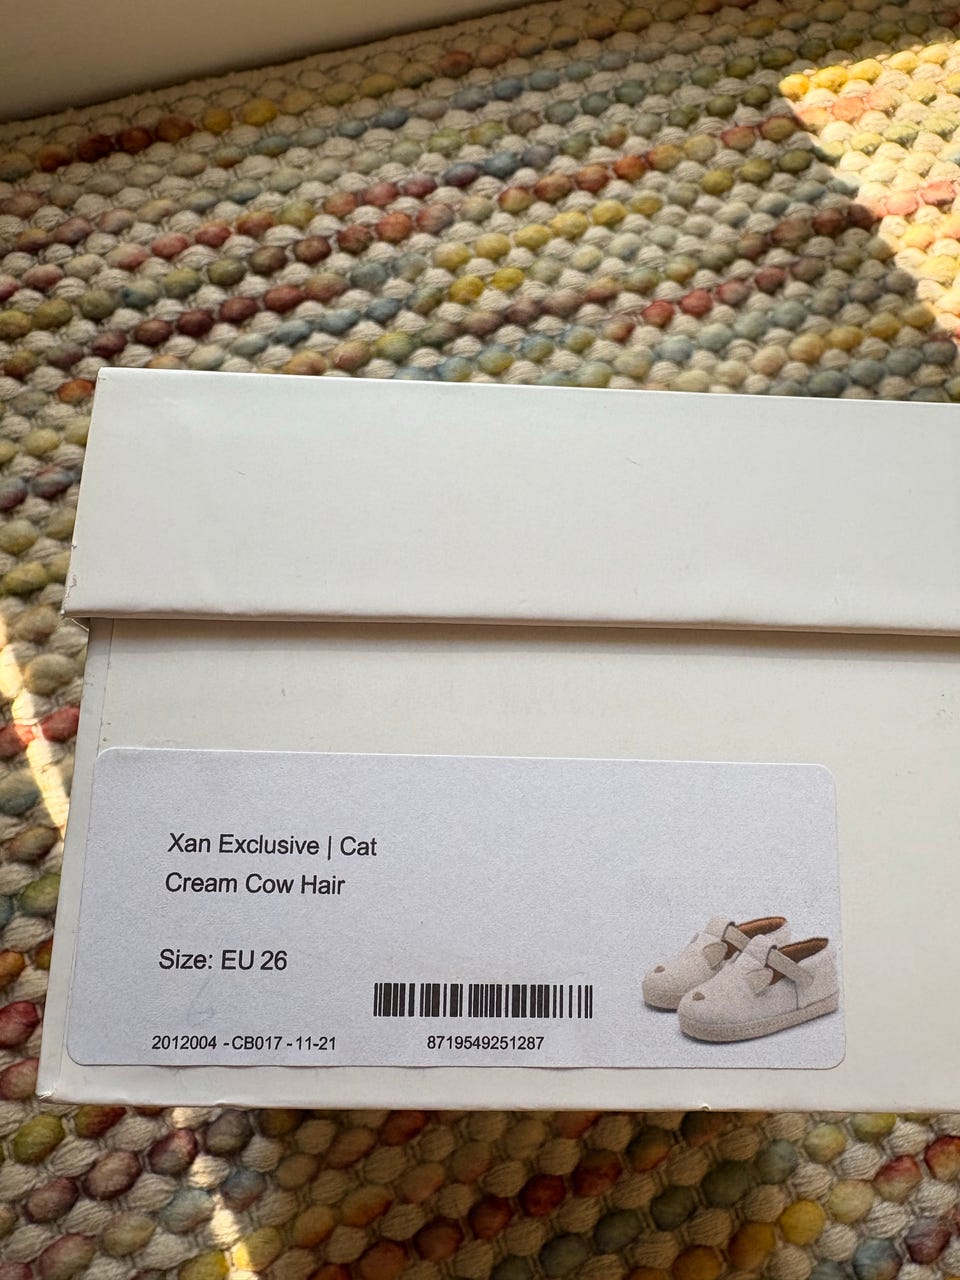 Xan Exclusive | Cat
Cream Cow Hair
Size: EU 26
2012004 - CB017 - 11-21
8719549251287